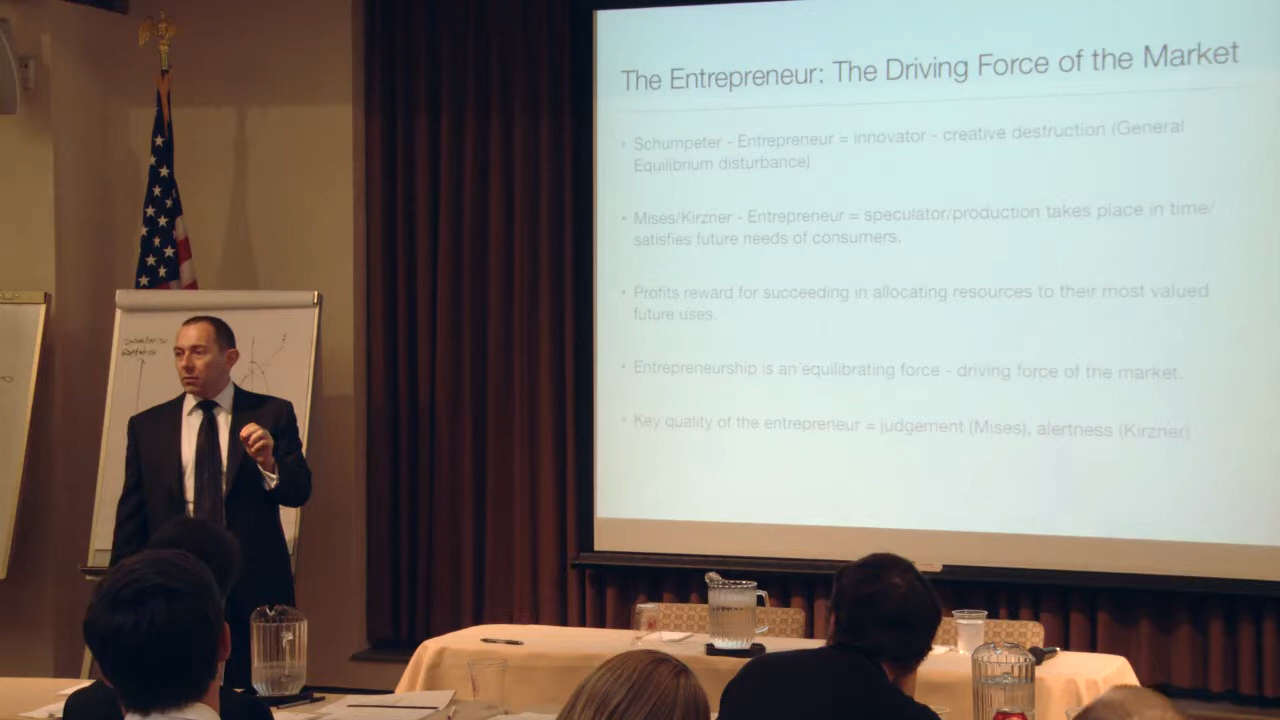 The Entrepreneur: The Driving Force of the Market
• Schumpeter - Entrepreneur = innovator - creative destruction (General
Equilibrium disturbance)
• Mises/Kirzner - Entrepreneur = speculator/production takes place in time/
satisfies future needs of consumers.
• Profits reward for succeeding in allocating resources to their most valued
future uses.
• Entrepreneurship is an equilibrating force - driving force of the market.
• Key quality of the entrepreneur = judgement (Mises), alertness (Kirzner)